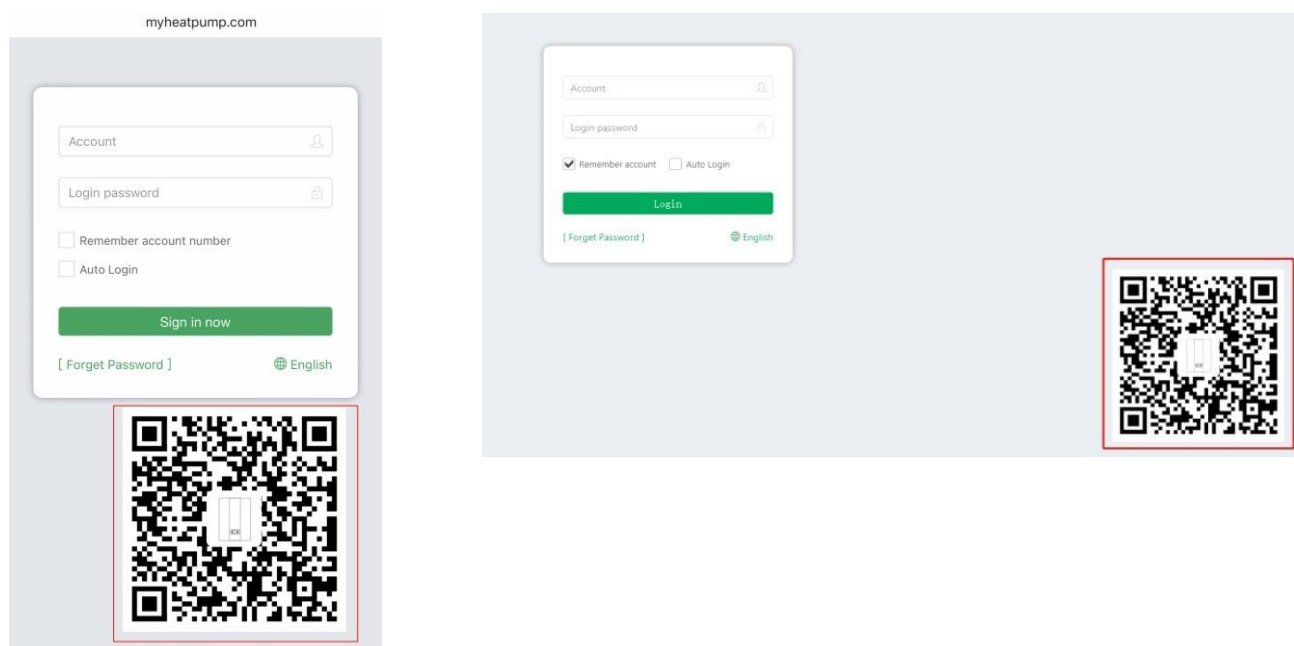 myheatpump.com
Account
Login password
Remember account number
Auto Login
Sign in now
[ Forget Password ] English
Account
Login password
Remember account Auto Login
Login
[ Forget Password ] English